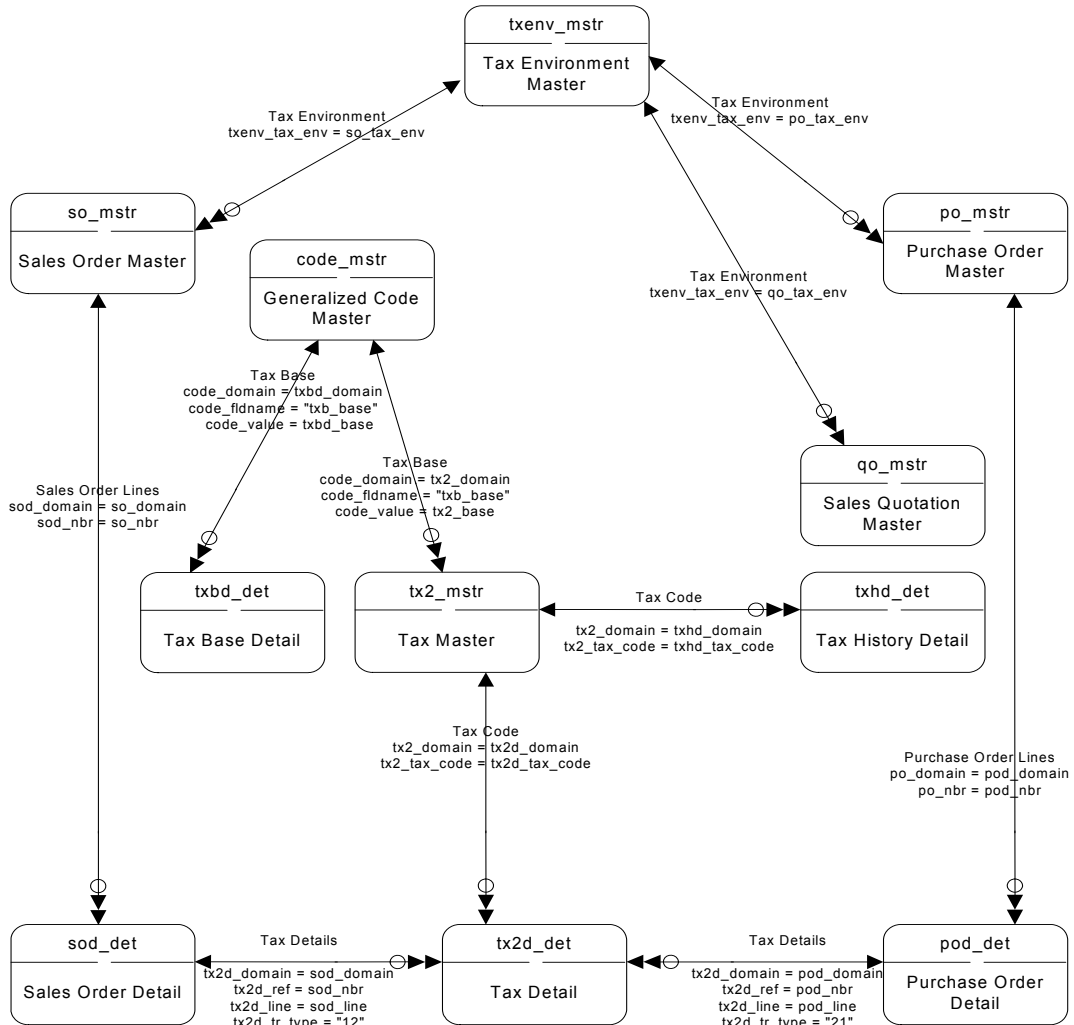 txenv_mstr
Tax Environment
Master
Tax Environment
txenv_tax_env = so_tax_env
Tax Environment
txenv_tax_env = po_tax_env
so_mstr
Sales Order Master
code_mstr
Generalized Code
Master
po_mstr
Purchase Order
Master
Tax Environment
txenv_tax_env = qo_tax_env
Tax Base
code_domain = txbd_domain
code_fldname = "txb_base"
code_value = txbd_base
Tax Base
code_domain = tx2_domain
code_fldname = "txb_base"
code_value = tx2_base
qo_mstr
Sales Quotation
Master
Sales Order Lines
sod_domain = so_domain
sod_nbr = so_nbr
txbd_det
Tax Base Detail
tx2_mstr
Tax Master
Tax Code
tx2_domain = txhd_domain
tx2_tax_code = txhd_tax_code
txhd_det
Tax History Detail
Tax Code
tx2_domain = tx2d_domain
tx2_tax_code = tx2d_tax_code
Purchase Order Lines
po_domain = pod_domain
po_nbr = pod_nbr
sod_det
Sales Order Detail
Tax Details
tx2d_domain = sod_domain
tx2d_ref = sod_nbr
tx2d_line = sod_line
tx2d_tr_type = "12"
tx2d_det
Tax Detail
Tax Details
tx2d_domain = pod_domain
tx2d_ref = pod_nbr
tx2d_line = pod_line
tx2d_tr_type = "21"
pod_det
Purchase Order
Detail